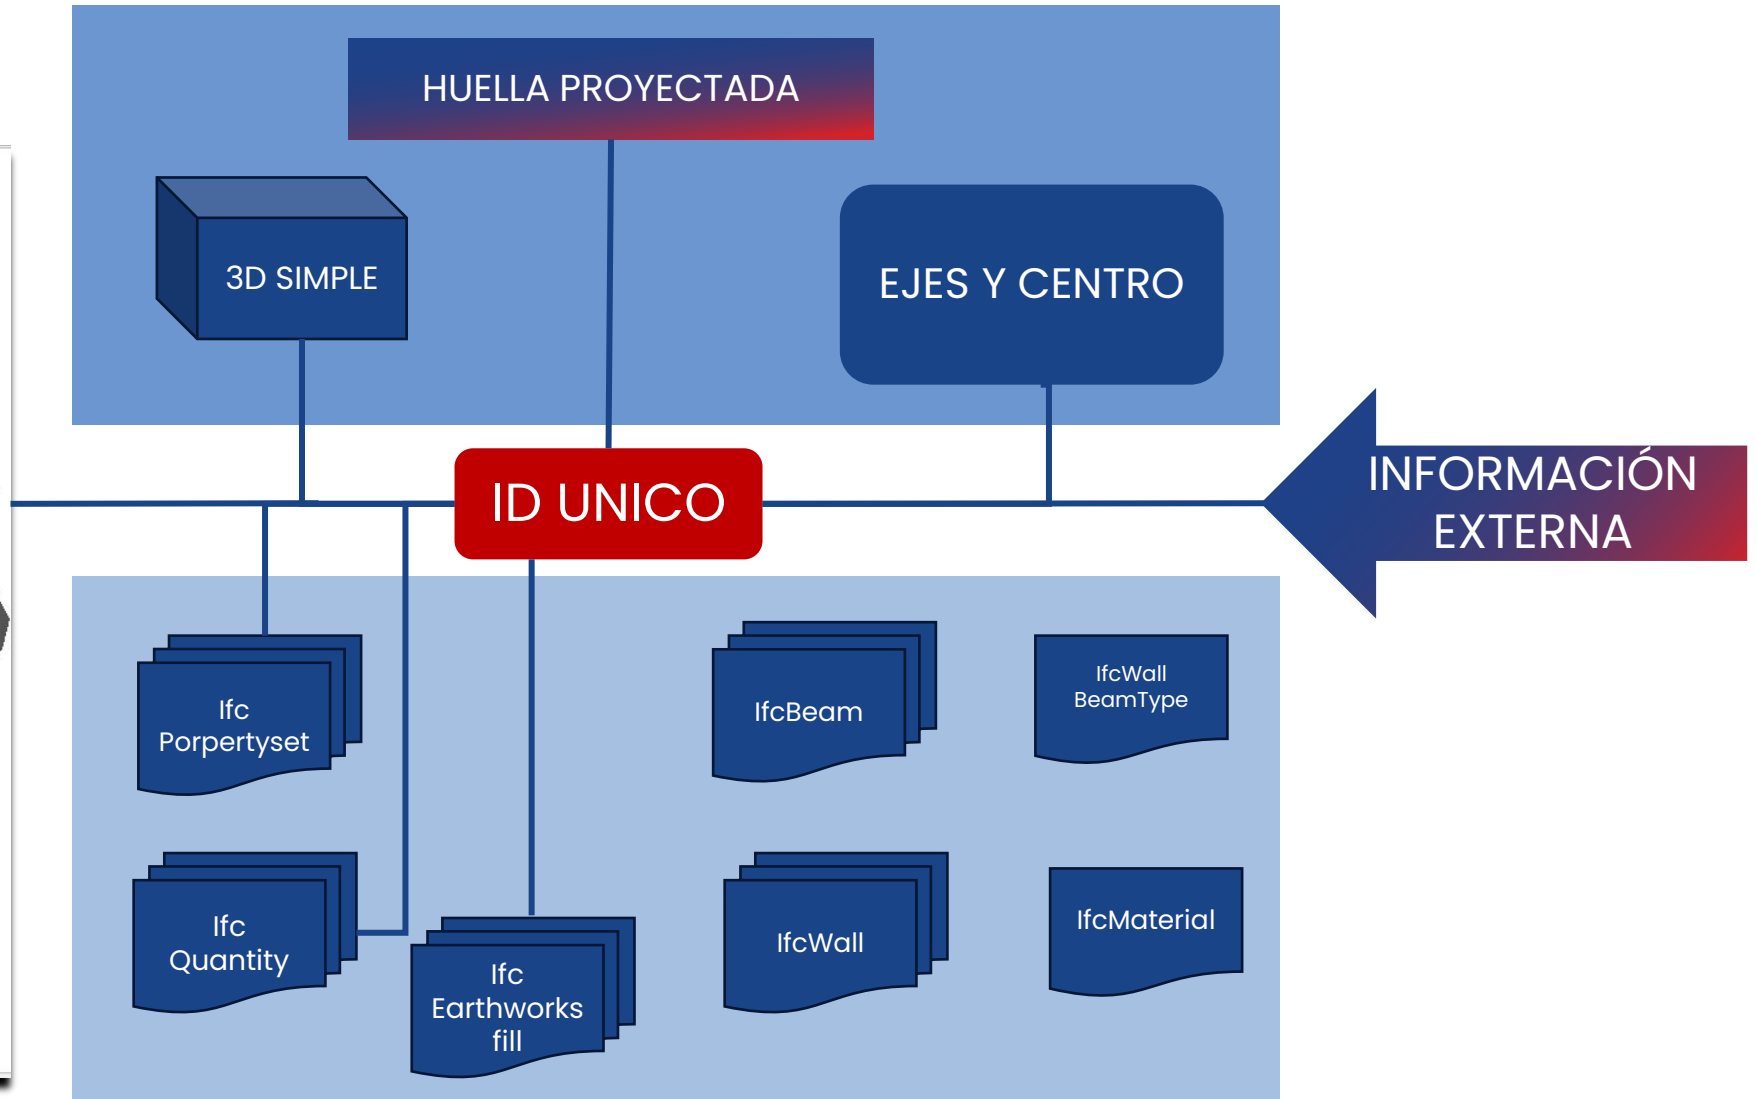 HUELLA PROYECTADA
3D SIMPLE
EJES Y CENTRO
ID UNICO
INFORMACIÓN
EXTERNA
Ifc
Porpertyset
IfcBeam
IfcWall
BeamType
Ifc
Quantity
Ifc
Earthworks
fill
IfcWall
IfcMaterial